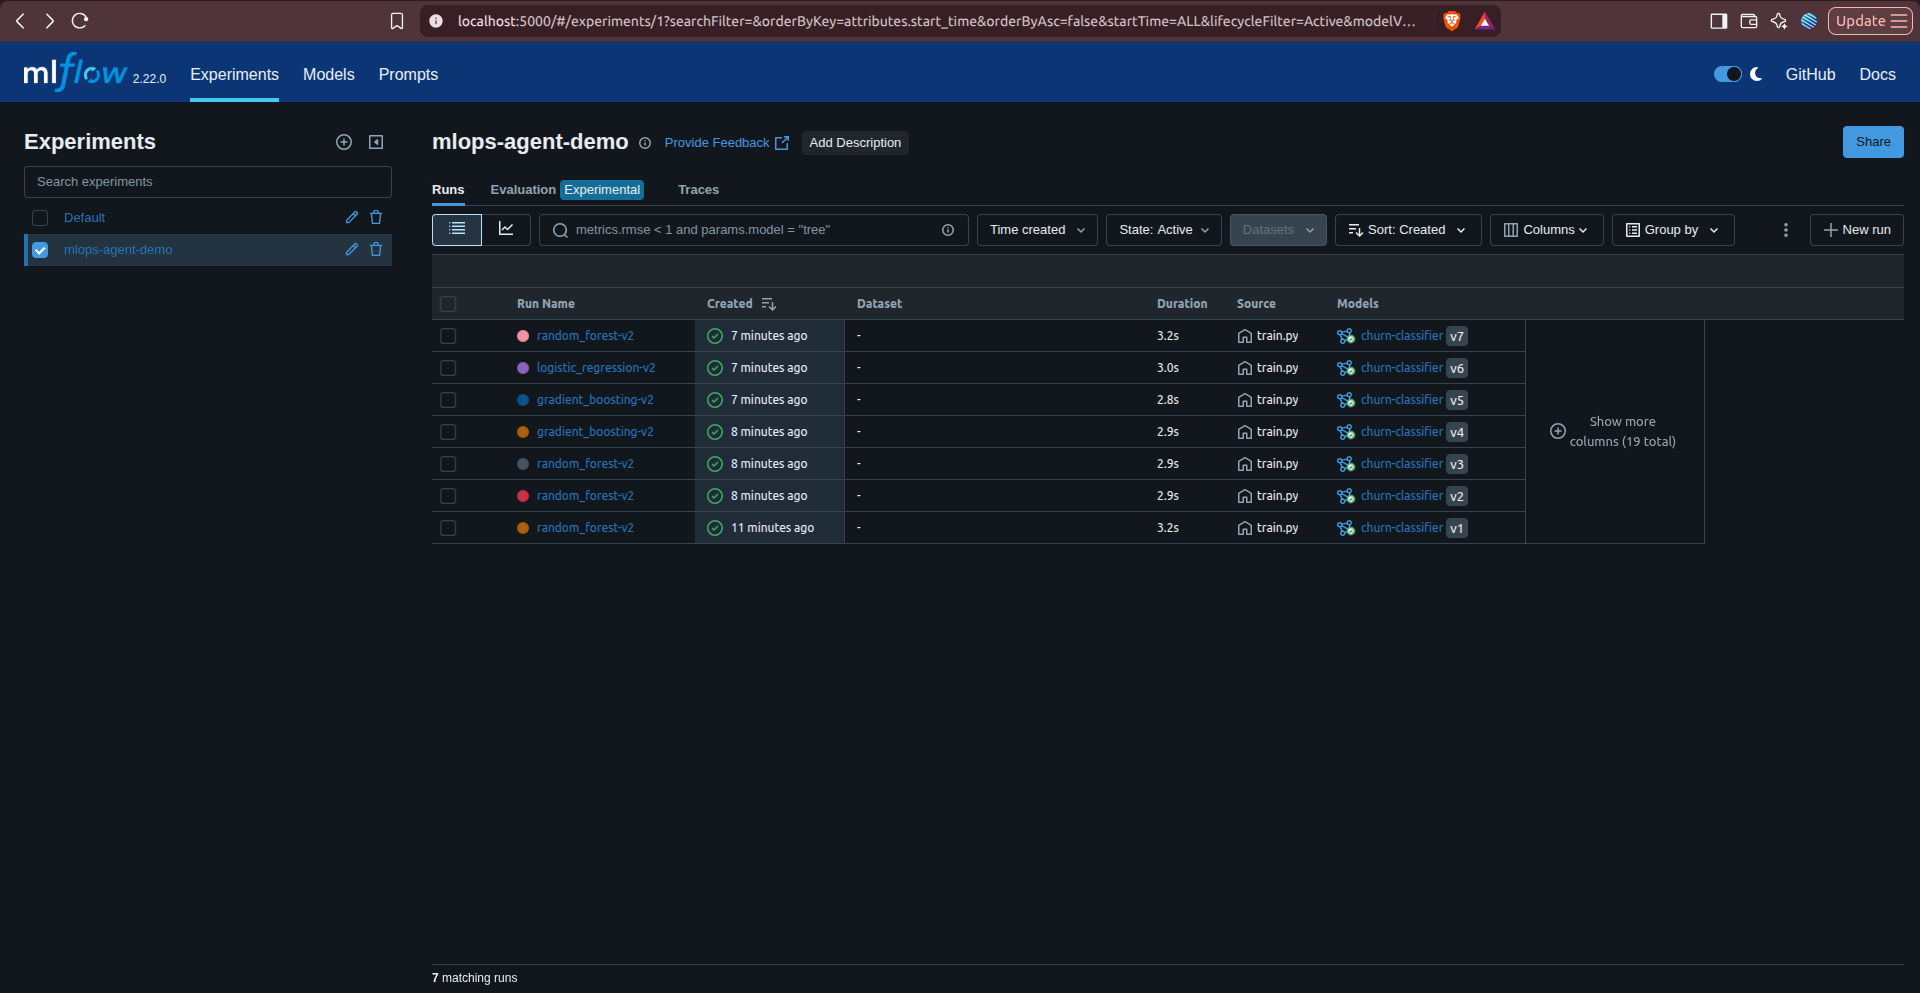 localhost:5000/#/experiments/1?searchFilter=&orderByKey=attributes.start_time&orderByAsc=false&startTime=ALL&lifecycleFilter=Active&modelV...
Update
mlflow 2.22.0 Experiments Models Prompts GitHub Docs
Experiments
Search experiments
Default
mlops-agent-demo
mlops-agent-demo Provide Feedback Add Description Share
Runs Evaluation Experimental Traces
metrics.rmse < 1 and params.model = "tree" Time created State: Active Datasets Sort: Created Columns Group by New run
Run Name Created Dataset Duration Source Models
random_forest-v2 7 minutes ago - 3.2s train.py churn-classifier v7
logistic_regression-v2 7 minutes ago - 3.0s train.py churn-classifier v6
gradient_boosting-v2 7 minutes ago - 2.8s train.py churn-classifier v5
gradient_boosting-v2 8 minutes ago - 2.9s train.py churn-classifier v4
random_forest-v2 8 minutes ago - 2.9s train.py churn-classifier v3
random_forest-v2 8 minutes ago - 2.9s train.py churn-classifier v2
random_forest-v2 11 minutes ago - 3.2s train.py churn-classifier v1
Show more
columns (19 total)
7 matching runs